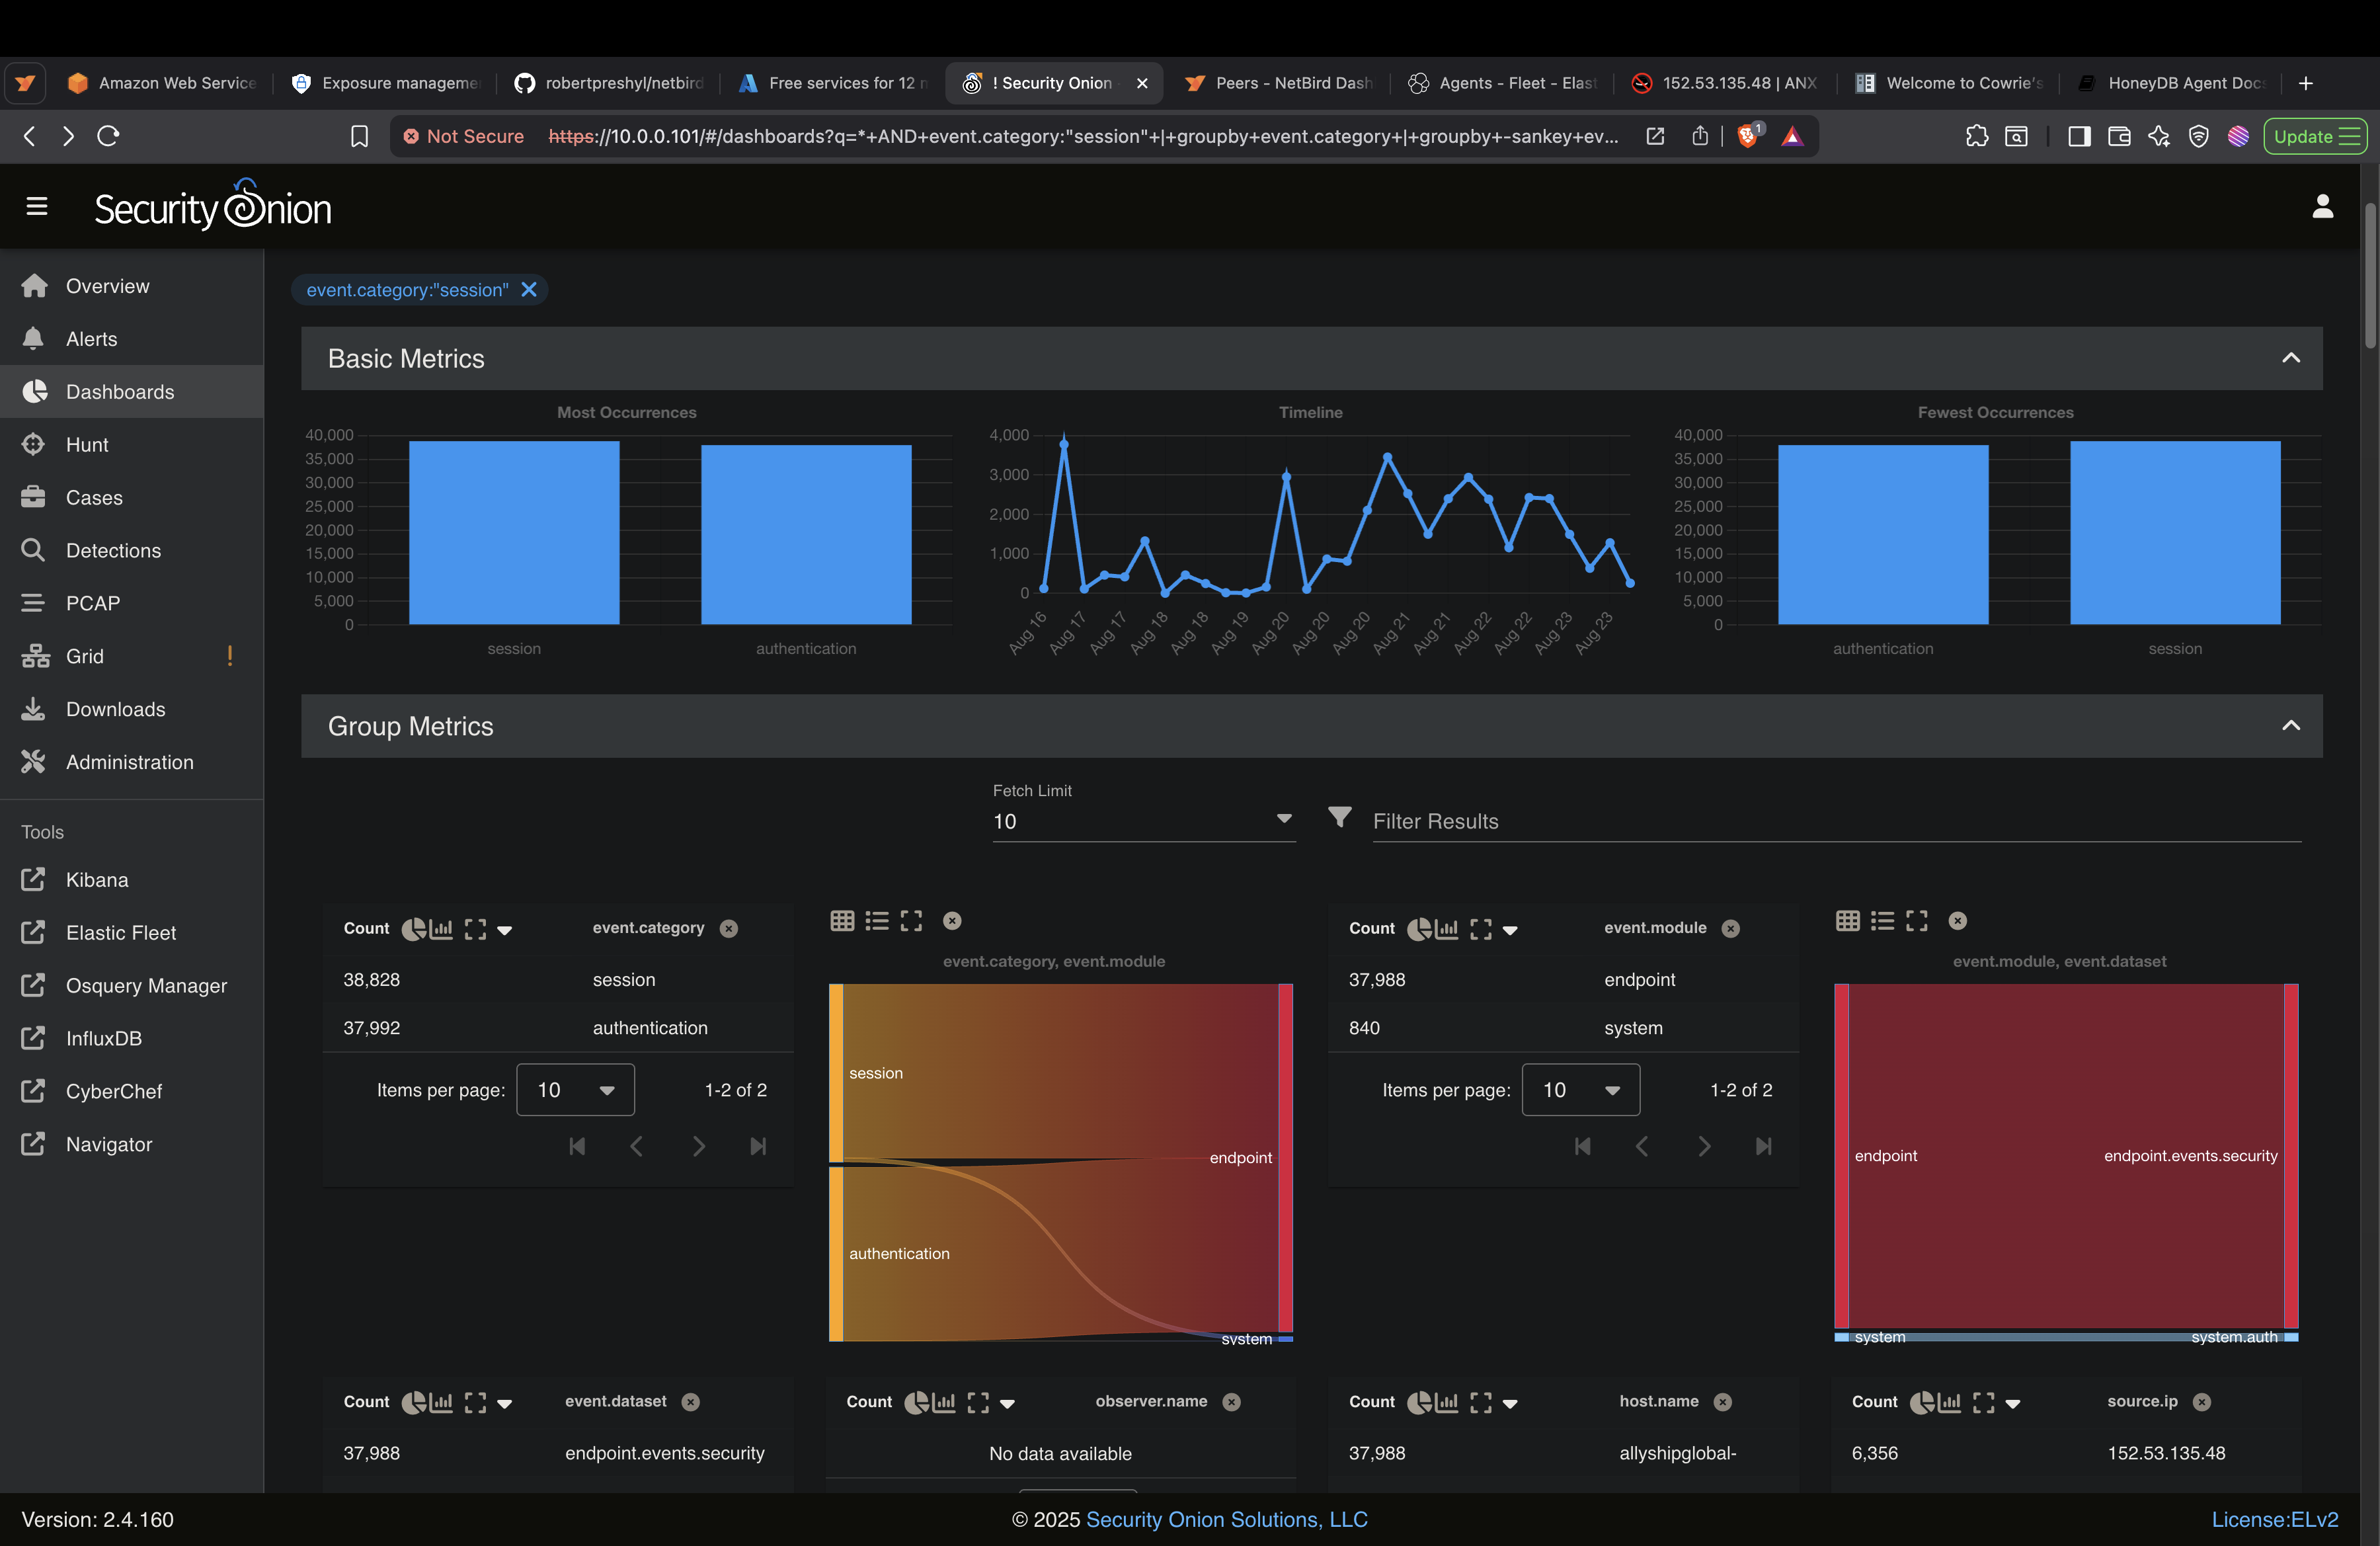 Amazon Web Service
Exposure manageme
robertpreshyl/netbird
Free services for 12 n
! Security Onion
Peers - NetBird Dash
Agents - Fleet - Elast
152.53.135.48 | ANX
Welcome to Cowrie's
HoneyDB Agent Docs
Not Secure https://10.0.0.101/#/dashboards?q=*+AND+event.category:"session"+|+groupby+event.category+|+groupby+-sankey+ev...
1
Update
Security Onion
Overview
Alerts
Dashboards
Hunt
Cases
Detections
PCAP
Grid !
Downloads
Administration
Tools
Kibana
Elastic Fleet
Osquery Manager
InfluxDB
CyberChef
Navigator
event.category:"session"
Basic Metrics
Most Occurrences
40,000
35,000
30,000
25,000
20,000
15,000
10,000
5,000
0
session authentication
Timeline
4,000
3,000
2,000
1,000
0
Aug 16 Aug 17 Aug 17 Aug 18 Aug 18 Aug 19 Aug 20 Aug 20 Aug 20 Aug 21 Aug 21 Aug 22 Aug 22 Aug 23 Aug 23
Fewest Occurrences
40,000
35,000
30,000
25,000
20,000
15,000
10,000
5,000
0
authentication session
Group Metrics
Fetch Limit
10
Filter Results
Count event.category
38,828 session
37,992 authentication
Items per page: 10 1-2 of 2
event.category, event.module
session
endpoint
authentication
system
Count event.module
37,988 endpoint
840 system
Items per page: 10 1-2 of 2
event.module, event.dataset
endpoint endpoint.events.security
system system.auth
Count event.dataset
37,988 endpoint.events.security
Count observer.name
No data available
Count host.name
37,988 allyshipglobal-
Count source.ip
6,356 152.53.135.48
Version: 2.4.160
© 2025 Security Onion Solutions, LLC
License:ELv2